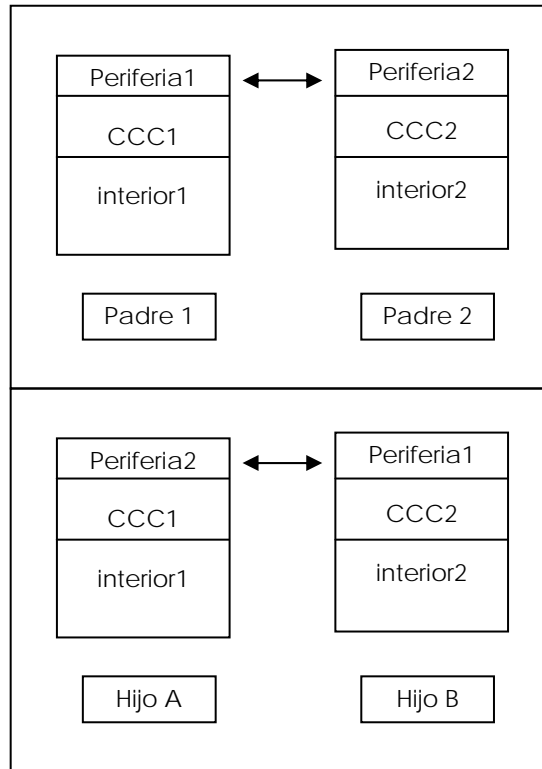 Periferia1
Periferia2
CCC1
CCC2
interior1
interior2
Padre 1
Padre 2
Periferia2
Periferia1
CCC1
CCC2
interior1
interior2
Hijo A
Hijo B